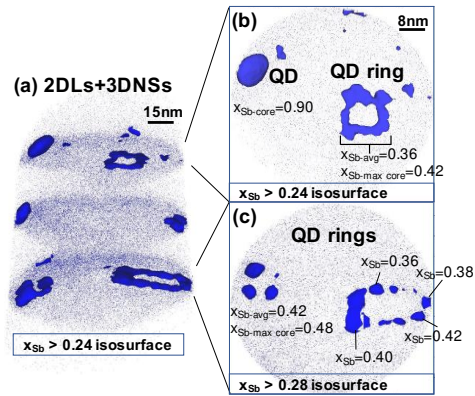 (a) 2DLs+3DNSs
15nm
x_Sb > 0.24 isosurface
(b)
8nm
QD
QD ring
x_Sb-core=0.90
x_Sb-avg=0.36
x_Sb-max core=0.42
x_Sb > 0.24 isosurface
(c)
QD rings
x_Sb=0.36
x_Sb=0.38
x_Sb-avg=0.42
x_Sb-max core=0.48
x_Sb=0.42
x_Sb=0.40
x_Sb > 0.28 isosurface